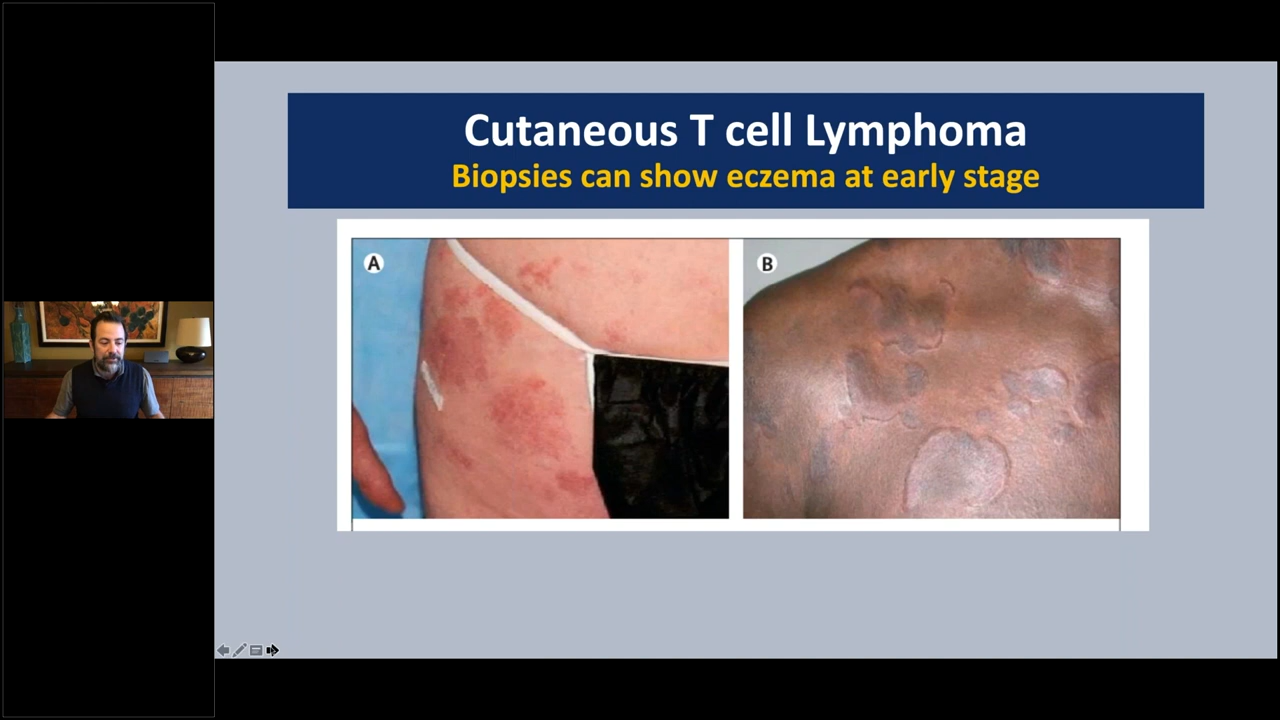 Cutaneous T cell Lymphoma
Biopsies can show eczema at early stage
A
B